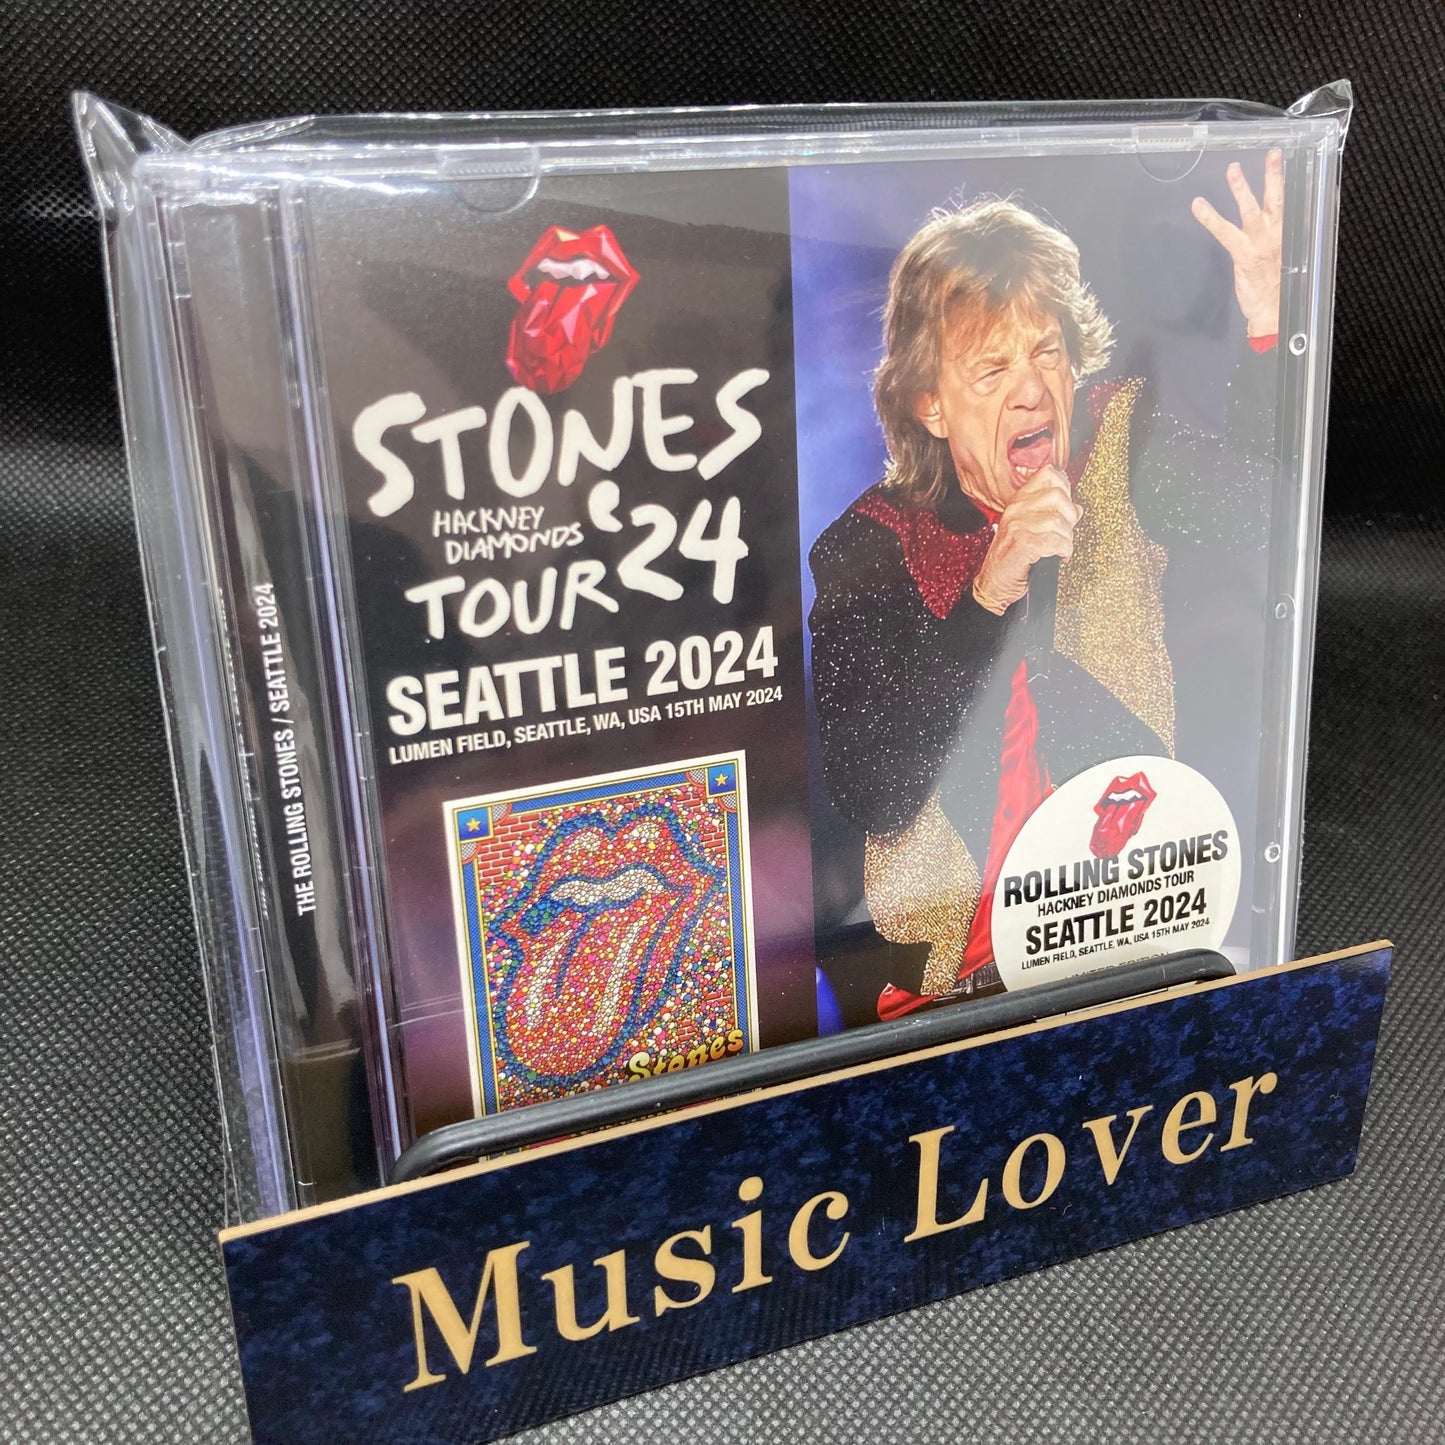 STONES
HACKNEY
DIAMONDS
TOUR '24
SEATTLE 2024
LUMEN FIELD, SEATTLE, WA, USA 15TH MAY 2024
THE ROLLING STONES / SEATTLE 2024
Stones
ROLLING STONES
HACKNEY DIAMONDS TOUR
SEATTLE 2024
LUMEN FIELD, SEATTLE, WA, USA 15TH MAY 2024
LIMITED EDITION
Music Lover